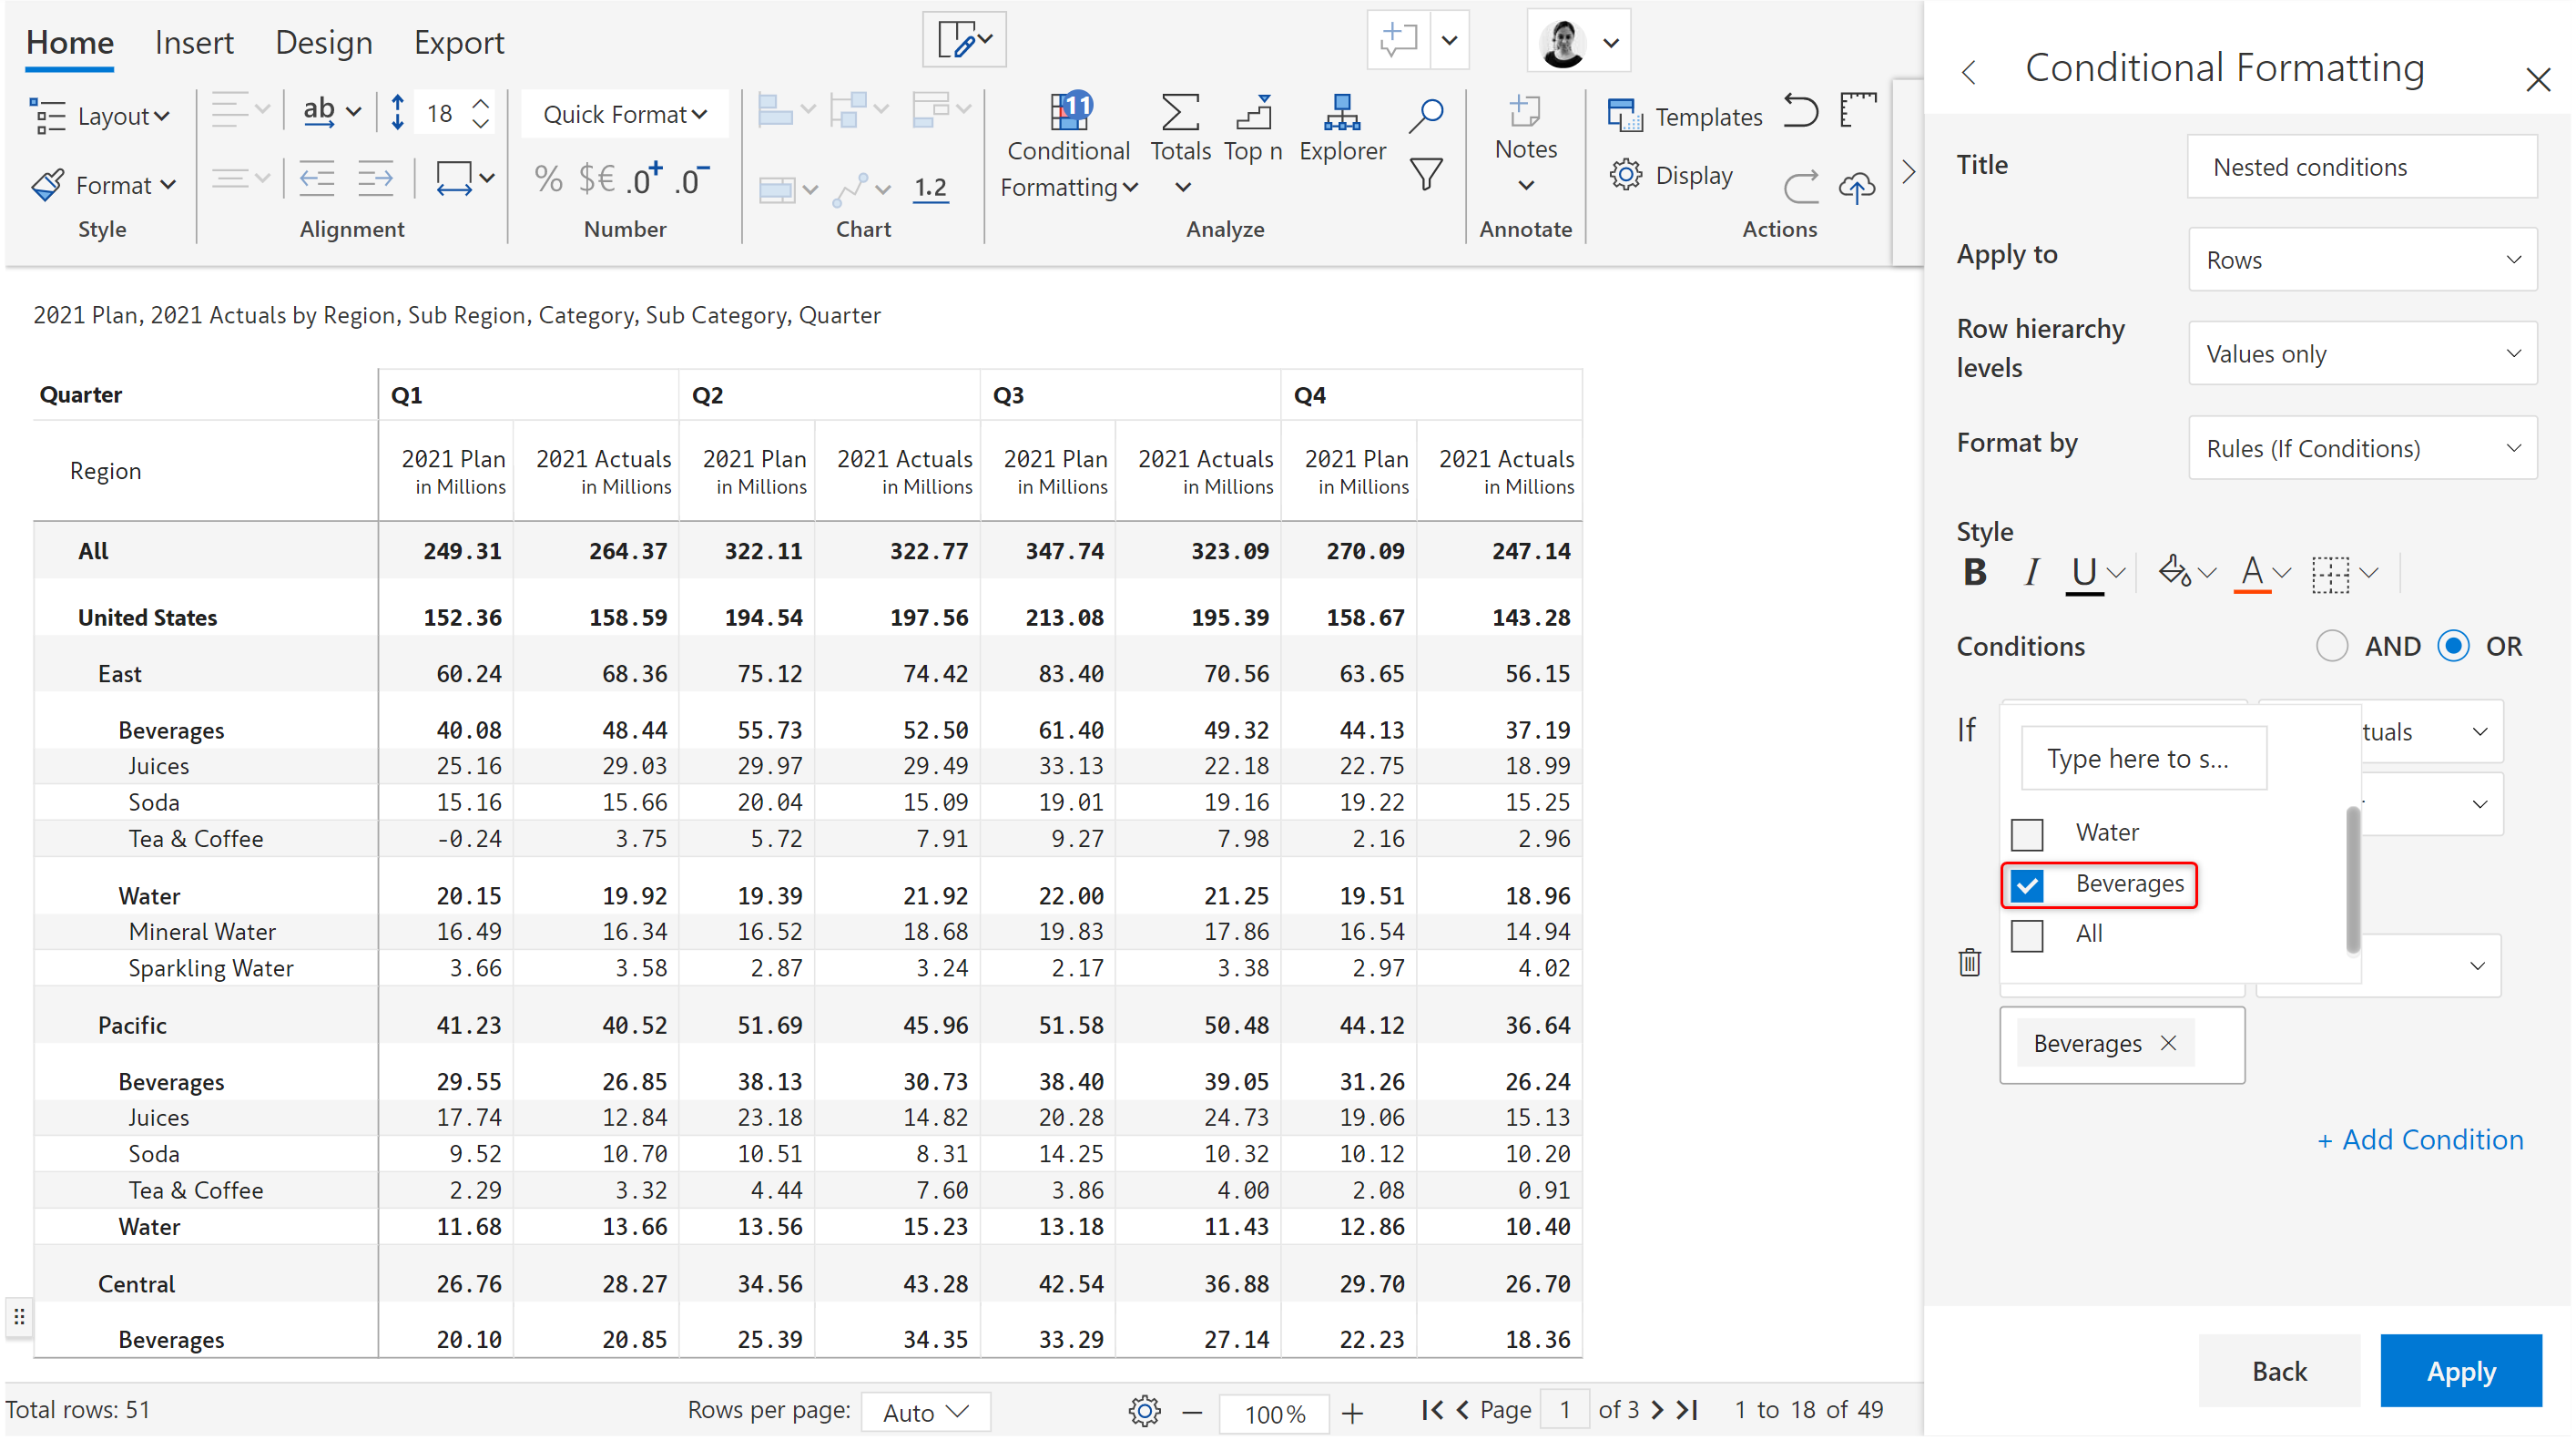 Home Insert Design Export
Layout ab 18 Quick Format 11 Templates
Conditional Formatting Totals Top n Explorer Notes
Format % $€ .0+ .0- 1.2 Display
Style Alignment Number Chart Analyze Annotate Actions
2021 Plan, 2021 Actuals by Region, Sub Region, Category, Sub Category, Quarter
Quarter Q1 Q2 Q3 Q4
Region 2021 Plan 2021 Actuals 2021 Plan 2021 Actuals 2021 Plan 2021 Actuals 2021 Plan 2021 Actuals
in Millions in Millions in Millions in Millions in Millions in Millions in Millions in Millions
All 249.31 264.37 322.11 322.77 347.74 323.09 270.09 247.14
United States 152.36 158.59 194.54 197.56 213.08 195.39 158.67 143.28
East 60.24 68.36 75.12 74.42 83.40 70.56 63.65 56.15
Beverages 40.08 48.44 55.73 52.50 61.40 49.32 44.13 37.19
Juices 25.16 29.03 29.97 29.49 33.13 22.18 22.75 18.99
Soda 15.16 15.66 20.04 15.09 19.01 19.16 19.22 15.25
Tea & Coffee -0.24 3.75 5.72 7.91 9.27 7.98 2.16 2.96
Water 20.15 19.92 19.39 21.92 22.00 21.25 19.51 18.96
Mineral Water 16.49 16.34 16.52 18.68 19.83 17.86 16.54 14.94
Sparkling Water 3.66 3.58 2.87 3.24 2.17 3.38 2.97 4.02
Pacific 41.23 40.52 51.69 45.96 51.58 50.48 44.12 36.64
Beverages 29.55 26.85 38.13 30.73 38.40 39.05 31.26 26.24
Juices 17.74 12.84 23.18 14.82 20.28 24.73 19.06 15.13
Soda 9.52 10.70 10.51 8.31 14.25 10.32 10.12 10.20
Tea & Coffee 2.29 3.32 4.44 7.60 3.86 4.00 2.08 0.91
Water 11.68 13.66 13.56 15.23 13.18 11.43 12.86 10.40
Central 26.76 28.27 34.56 43.28 42.54 36.88 29.70 26.70
Beverages 20.10 20.85 25.39 34.35 33.29 27.14 22.23 18.36
Total rows: 51 Rows per page: Auto 100% Page 1 of 3 1 to 18 of 49
Conditional Formatting
Title Nested conditions
Apply to Rows
Row hierarchy
levels Values only
Format by Rules (If Conditions)
Style
B I U A
Conditions AND OR
If tuals
Type here to s...
Water
Beverages
All
Beverages
+ Add Condition
Back Apply